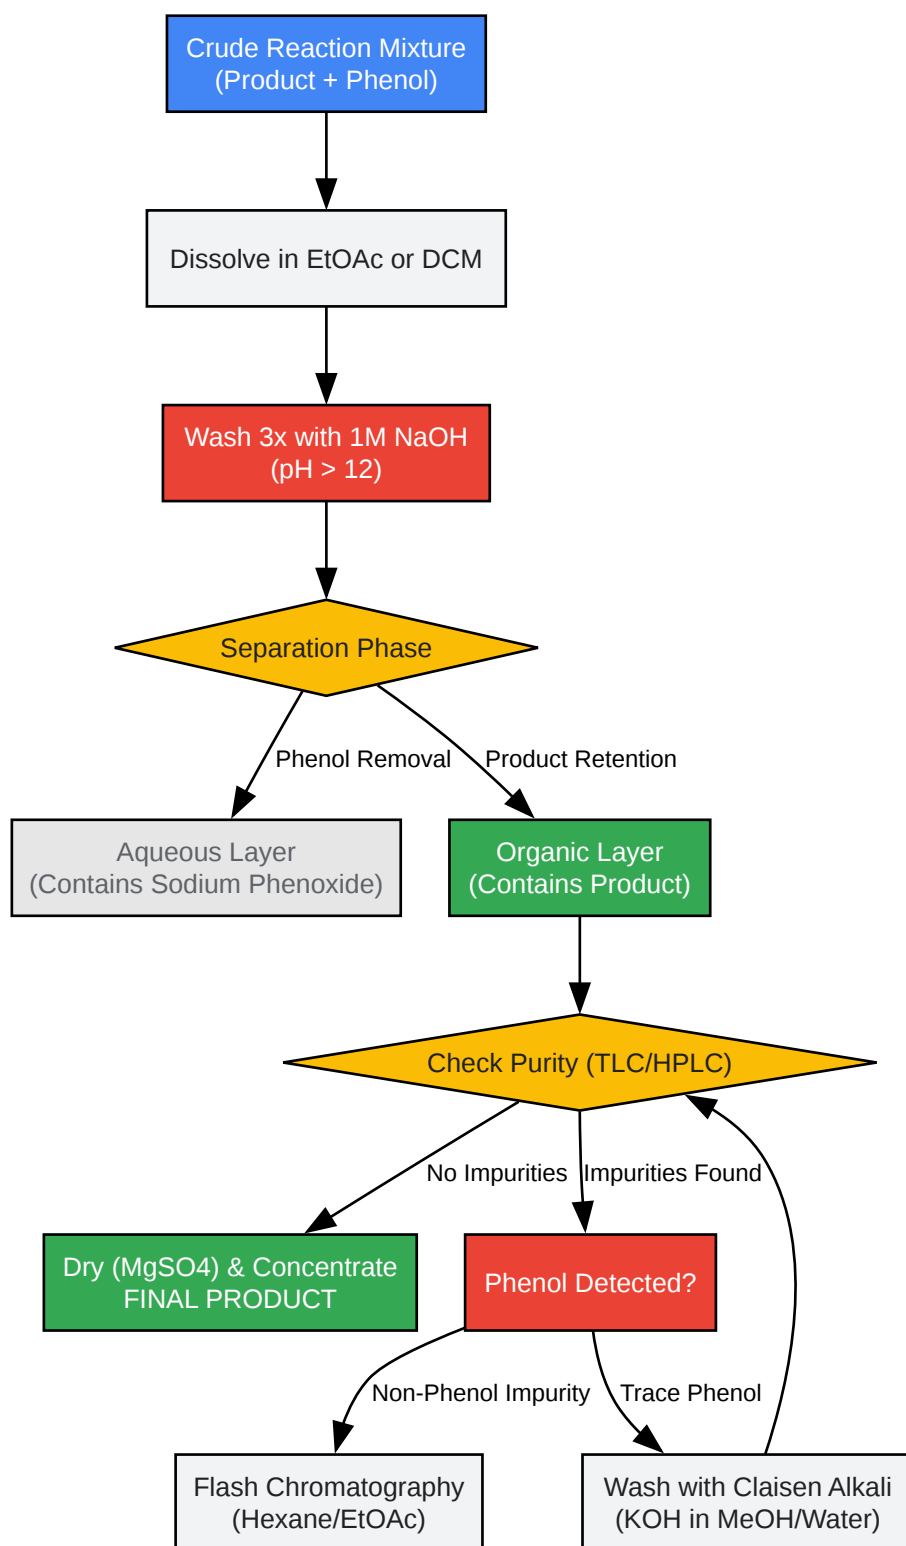 Crude Reaction Mixture
(Product + Phenol)
Dissolve in EtOAc or DCM
Wash 3x with 1M NaOH
(pH > 12)
Separation Phase
Phenol Removal
Product Retention
Aqueous Layer
(Contains Sodium Phenoxide)
Organic Layer
(Contains Product)
Check Purity (TLC/HPLC)
No Impurities
Impurities Found
Dry (MgSO4) & Concentrate
FINAL PRODUCT
Phenol Detected?
Non-Phenol Impurity
Trace Phenol
Flash Chromatography
(Hexane/EtOAc)
Wash with Claisen Alkali
(KOH in MeOH/Water)